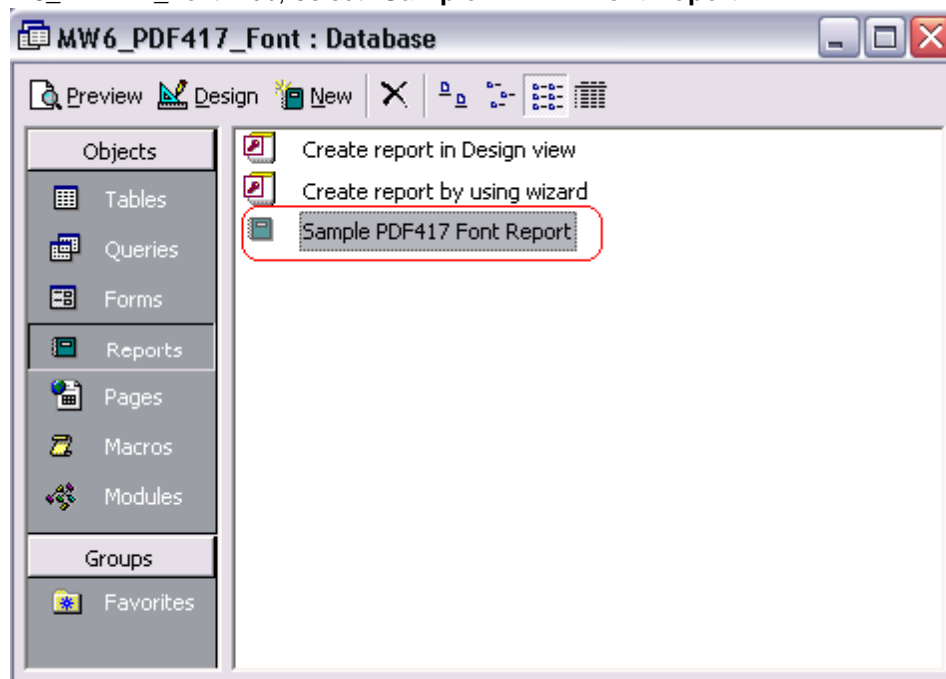 MW6_PDF417_Font : Database
Preview Design New
Objects
Tables
Queries
Forms
Reports
Pages
Macros
Modules
Groups
Favorites
Create report in Design view
Create report by using wizard
Sample PDF417 Font Report